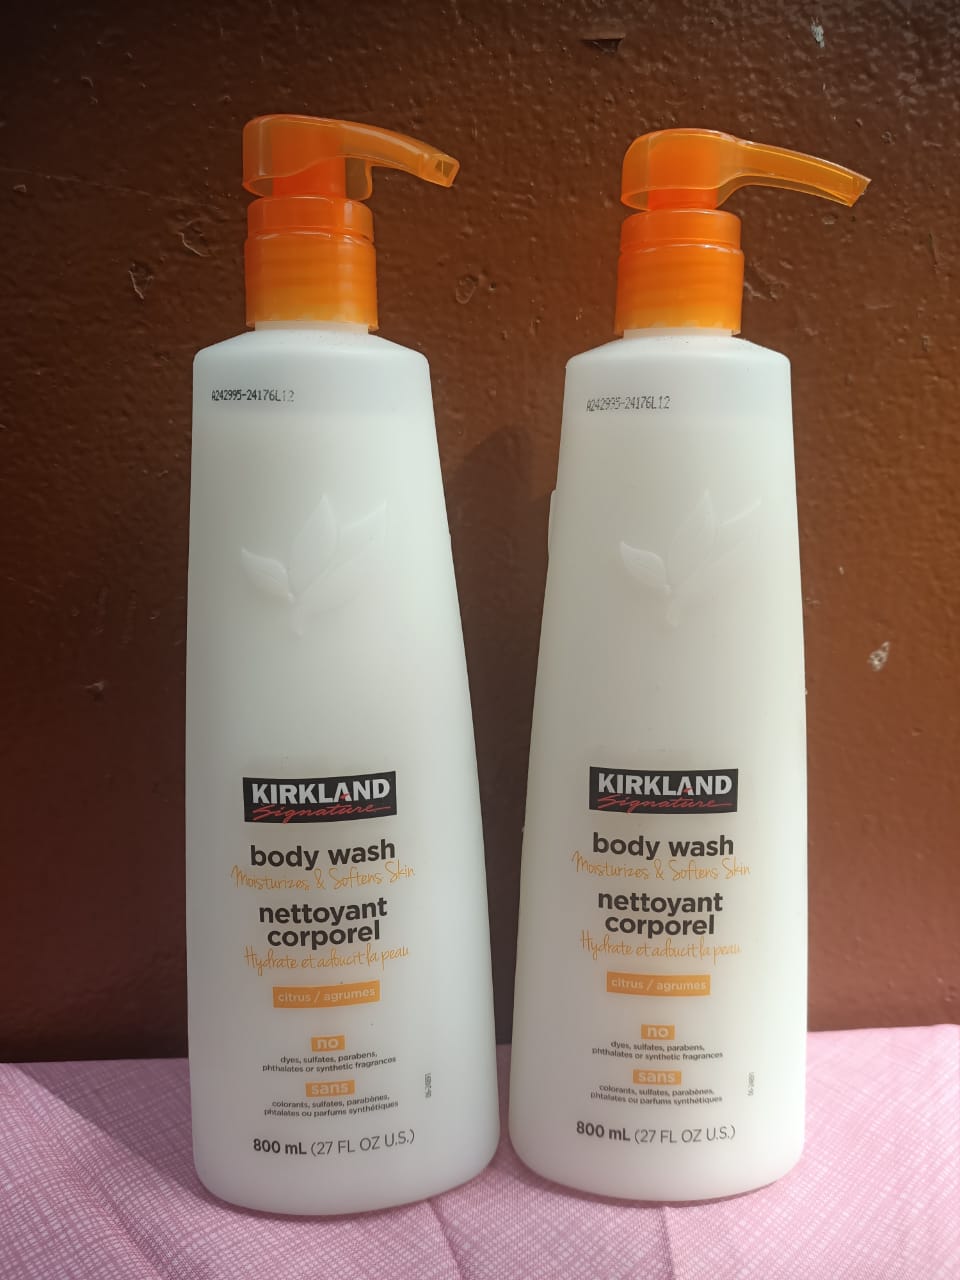 A242995-24176L12
KIRKLAND
Signature
body wash
Moisturizes & Softens Skin
nettoyant
corporel
Hydrate et adoucit la peau
citrus / agrumes
no
dyes, sulfates, parabens,
phthalates or synthetic fragrances
sans
colorants, sulfates, parabènes,
phtalates ou parfums synthétiques
800 mL (27 FL OZ U.S.)
A242995-24176L12
KIRKLAND
Signature
body wash
Moisturizes & Softens Skin
nettoyant
corporel
Hydrate et adoucit la peau
citrus / agrumes
no
dyes, sulfates, parabens,
phthalates or synthetic fragrances
sans
colorants, sulfates, parabènes,
phtalates ou parfums synthétiques
800 mL (27 FL OZ U.S.)